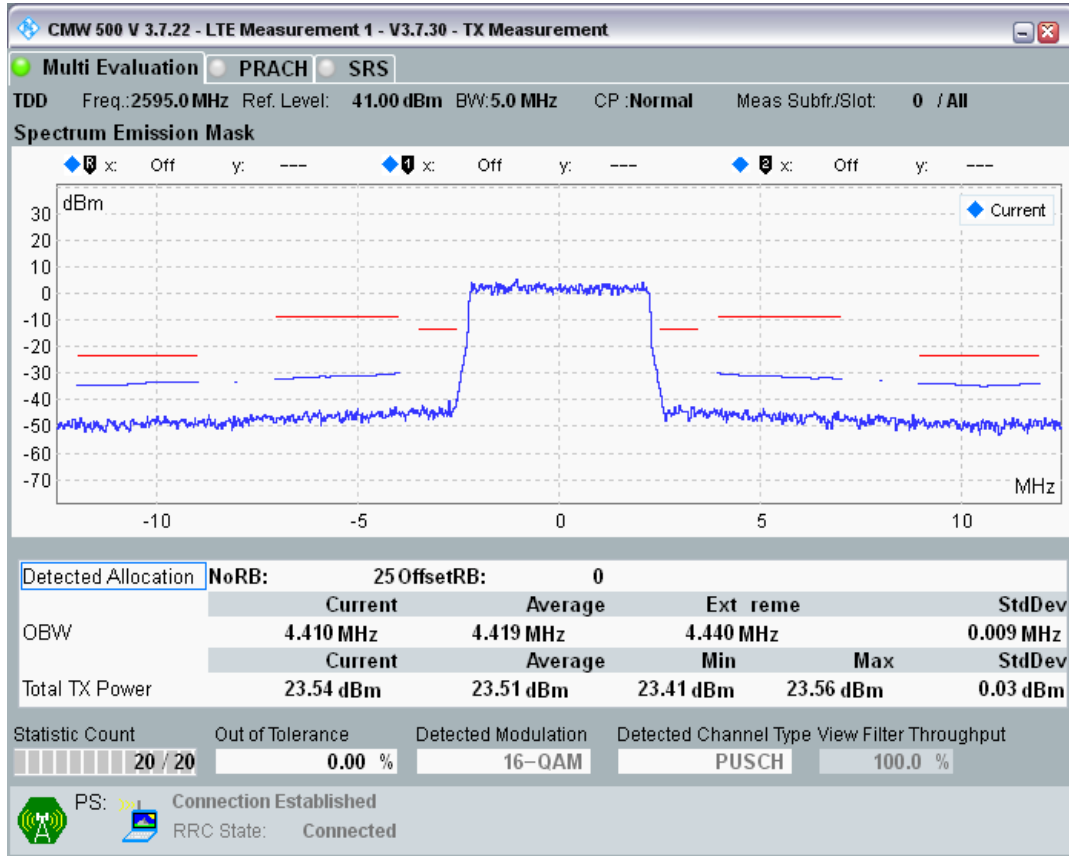 CMW 500 V 3.7.22 - LTE Measurement 1 - V3.7.30 - TX Measurement
Multi Evaluation PRACH SRS
TDD Freq.:2595.0 MHz Ref. Level: 41.00 dBm BW:5.0 MHz CP :Normal Meas Subfr./Slot: 0 / All
Spectrum Emission Mask
R x: Off y: --- 1 x: Off y: --- 2 x: Off y: ---
dBm
Current
30
20
10
0
-10
-20
-30
-40
-50
-60
-70
MHz
-10 -5 0 5 10
Detected Allocation NoRB: 25 OffsetRB: 0
Current Average Ext reme StdDev
OBW 4.410 MHz 4.419 MHz 4.440 MHz 0.009 MHz
Current Average Min Max StdDev
Total TX Power 23.54 dBm 23.51 dBm 23.41 dBm 23.56 dBm 0.03 dBm
Statistic Count Out of Tolerance Detected Modulation Detected Channel Type View Filter Throughput
20 / 20 0.00 % 16-QAM PUSCH 100.0 %
PS: Connection Established
RRC State: Connected